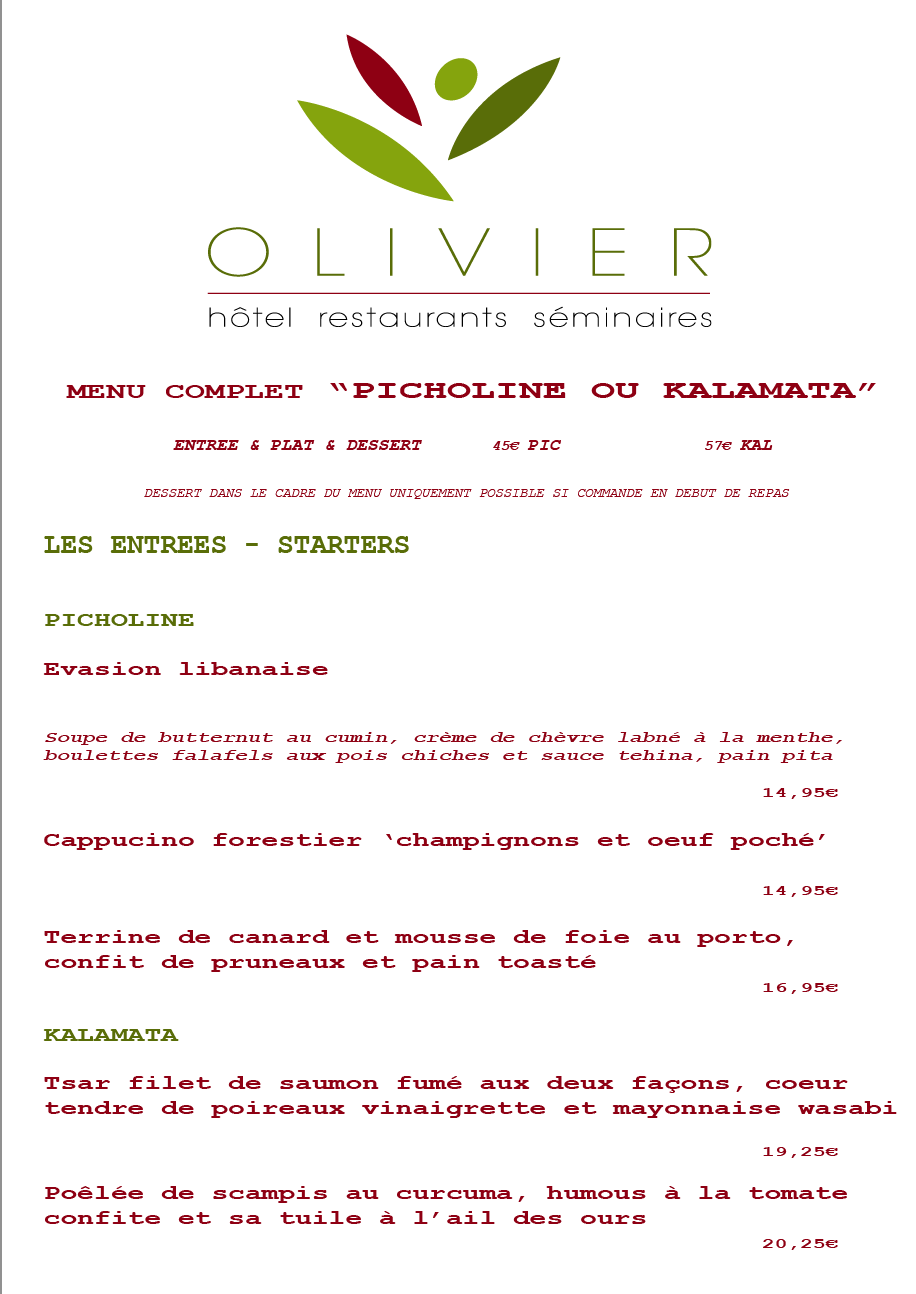 OLIVIER
hôtel restaurants séminaires
MENU COMPLET “PICHOLINE OU KALAMATA”
ENTREE & PLAT & DESSERT 45€ PIC 57€ KAL
DESSERT DANS LE CADRE DU MENU UNIQUEMENT POSSIBLE SI COMMANDE EN DEBUT DE REPAS
LES ENTREES - STARTERS
PICHOLINE
Evasion libanaise
Soupe de butternut au cumin, crème de chèvre labné à la menthe,
boulettes falafels aux pois chiches et sauce tehina, pain pita
14,95€
Cappucino forestier ‘champignons et oeuf poché’
14,95€
Terrine de canard et mousse de foie au porto,
confit de pruneaux et pain toasté
16,95€
KALAMATA
Tsar filet de saumon fumé aux deux façons, coeur
tendre de poireaux vinaigrette et mayonnaise wasabi
19,25€
Poêlée de scampis au curcuma, humous à la tomate
confite et sa tuile à l’ail des ours
20,25€